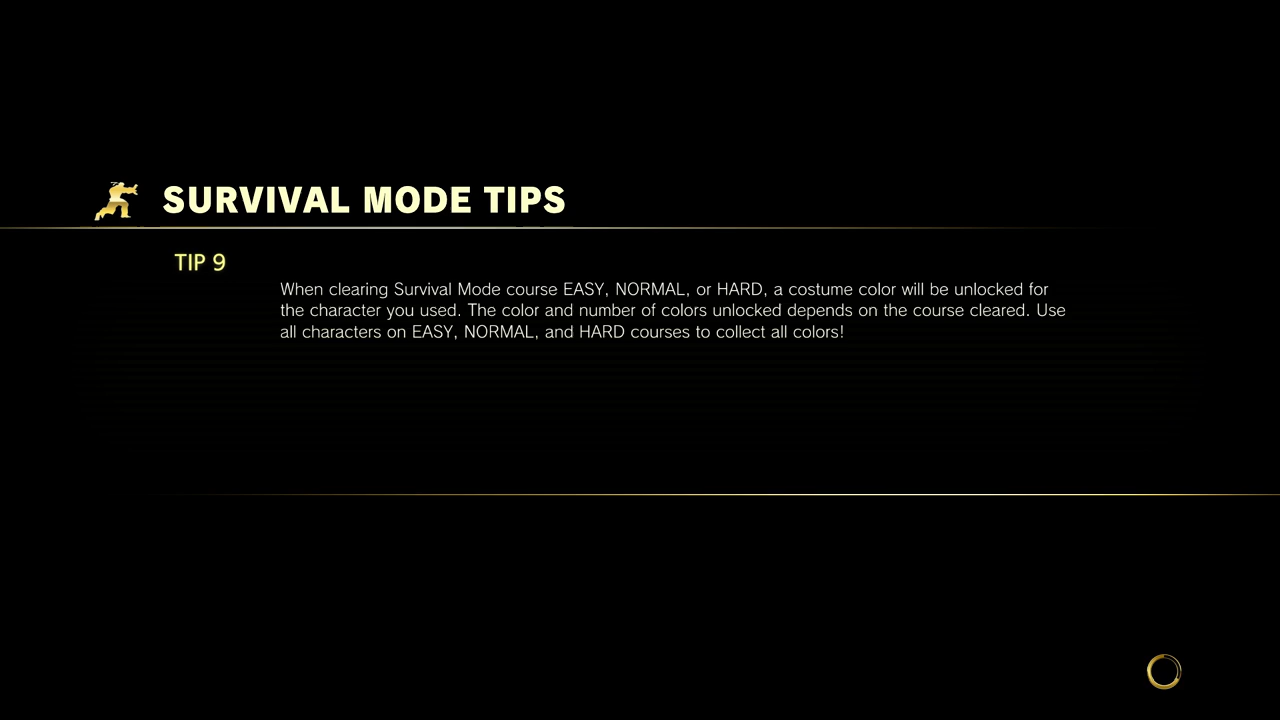 SURVIVAL MODE TIPS
TIP 9
When clearing Survival Mode course EASY, NORMAL, or HARD, a costume color will be unlocked for
the character you used. The color and number of colors unlocked depends on the course cleared. Use
all characters on EASY, NORMAL, and HARD courses to collect all colors!